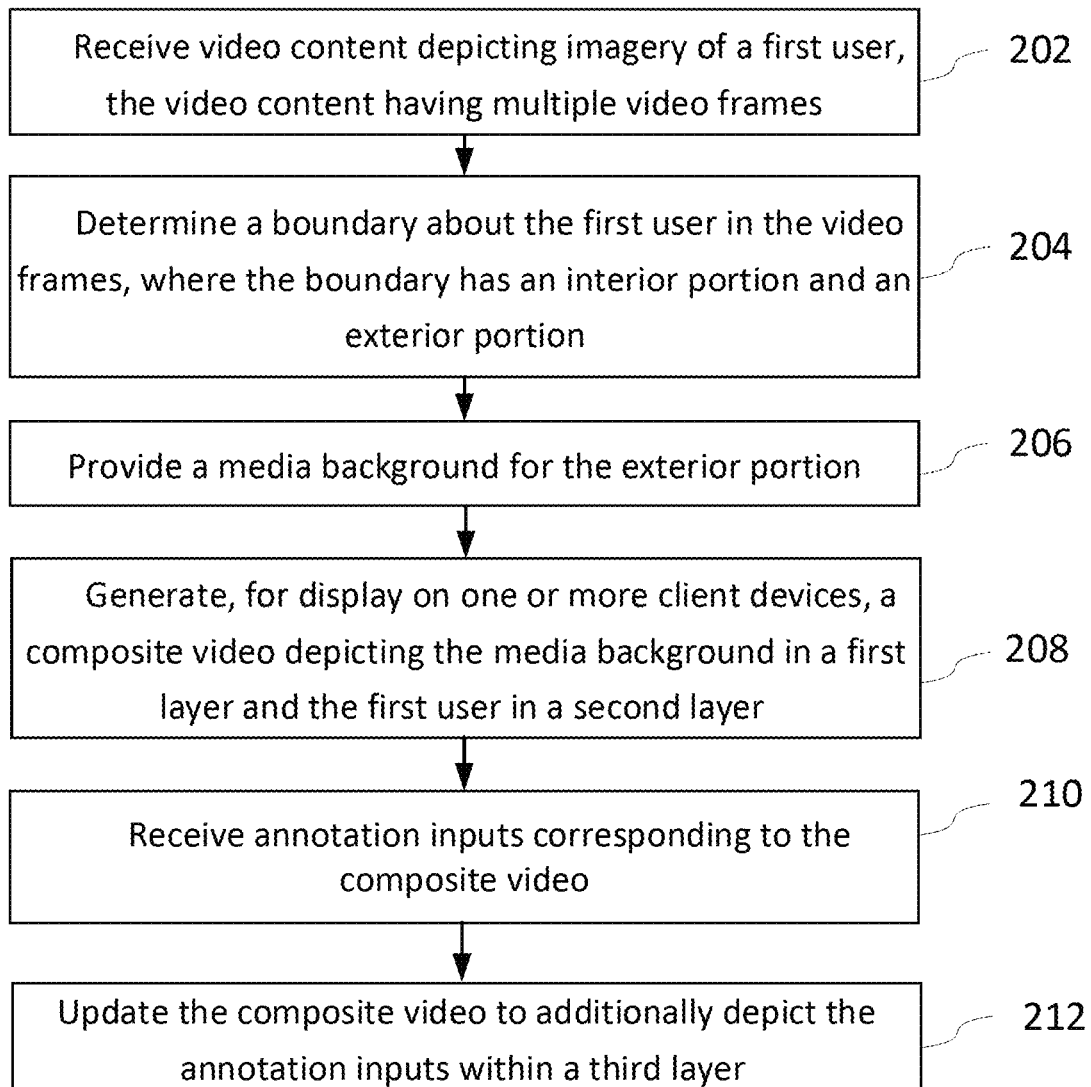 Receive video content depicting imagery of a first user,
the video content having multiple video frames
202
Determine a boundary about the first user in the video
frames, where the boundary has an interior portion and an
exterior portion
204
Provide a media background for the exterior portion
206
Generate, for display on one or more client devices, a
composite video depicting the media background in a first
layer and the first user in a second layer
208
Receive annotation inputs corresponding to the
composite video
210
Update the composite video to additionally depict the
annotation inputs within a third layer
212